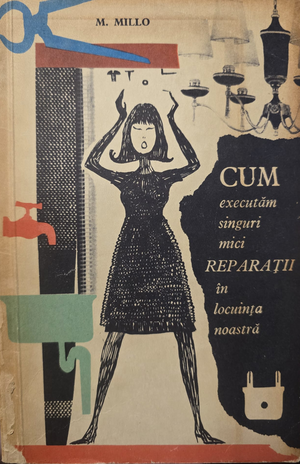 M. MILLO
CUM
executăm
singuri
mici
REPARAȚII
în
locuința
noastră